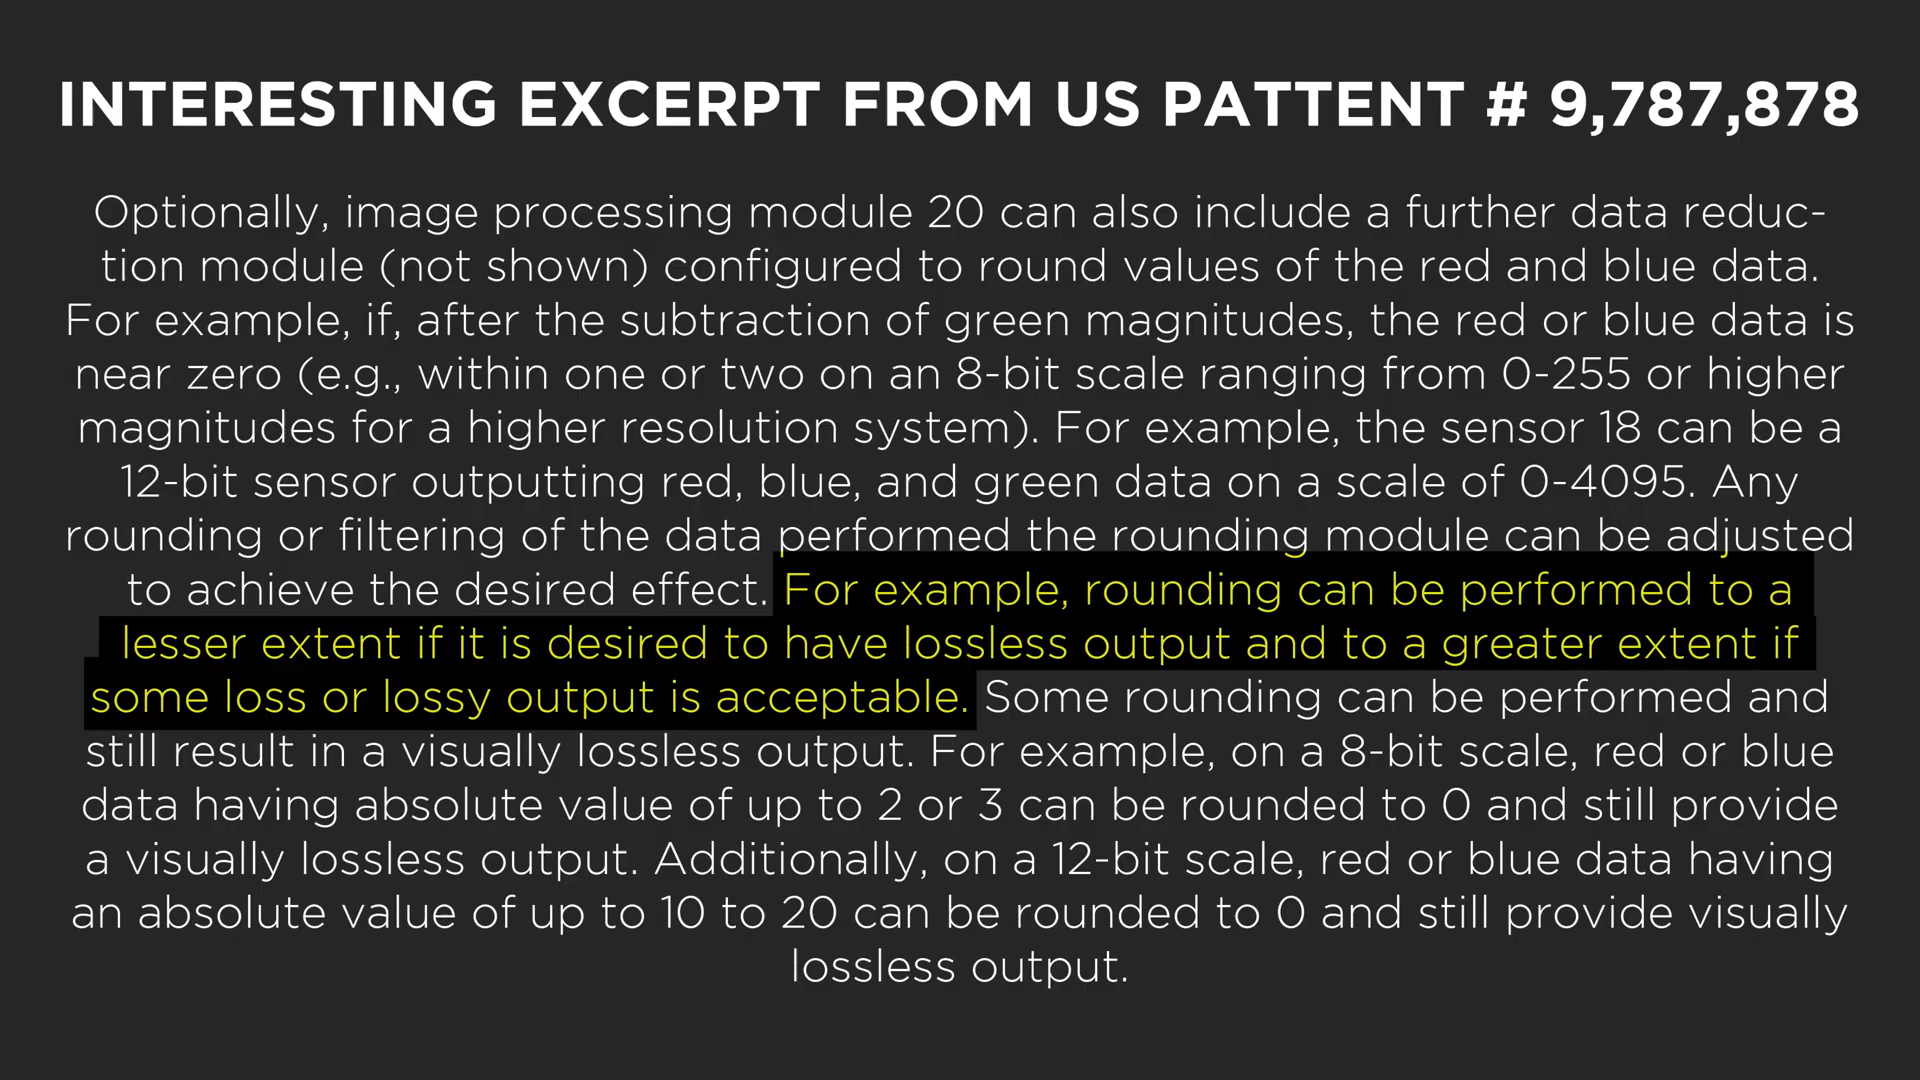 INTERESTING EXCERPT FROM US PATTENT # 9,787,878
Optionally, image processing module 20 can also include a further data reduc-
tion module (not shown) configured to round values of the red and blue data.
For example, if, after the subtraction of green magnitudes, the red or blue data is
near zero (e.g., within one or two on an 8-bit scale ranging from 0-255 or higher
magnitudes for a higher resolution system). For example, the sensor 18 can be a
12-bit sensor outputting red, blue, and green data on a scale of 0-4095. Any
rounding or filtering of the data performed the rounding module can be adjusted
to achieve the desired effect. For example, rounding can be performed to a
lesser extent if it is desired to have lossless output and to a greater extent if
some loss or lossy output is acceptable. Some rounding can be performed and
still result in a visually lossless output. For example, on a 8-bit scale, red or blue
data having absolute value of up to 2 or 3 can be rounded to 0 and still provide
a visually lossless output. Additionally, on a 12-bit scale, red or blue data having
an absolute value of up to 10 to 20 can be rounded to 0 and still provide visually
lossless output.